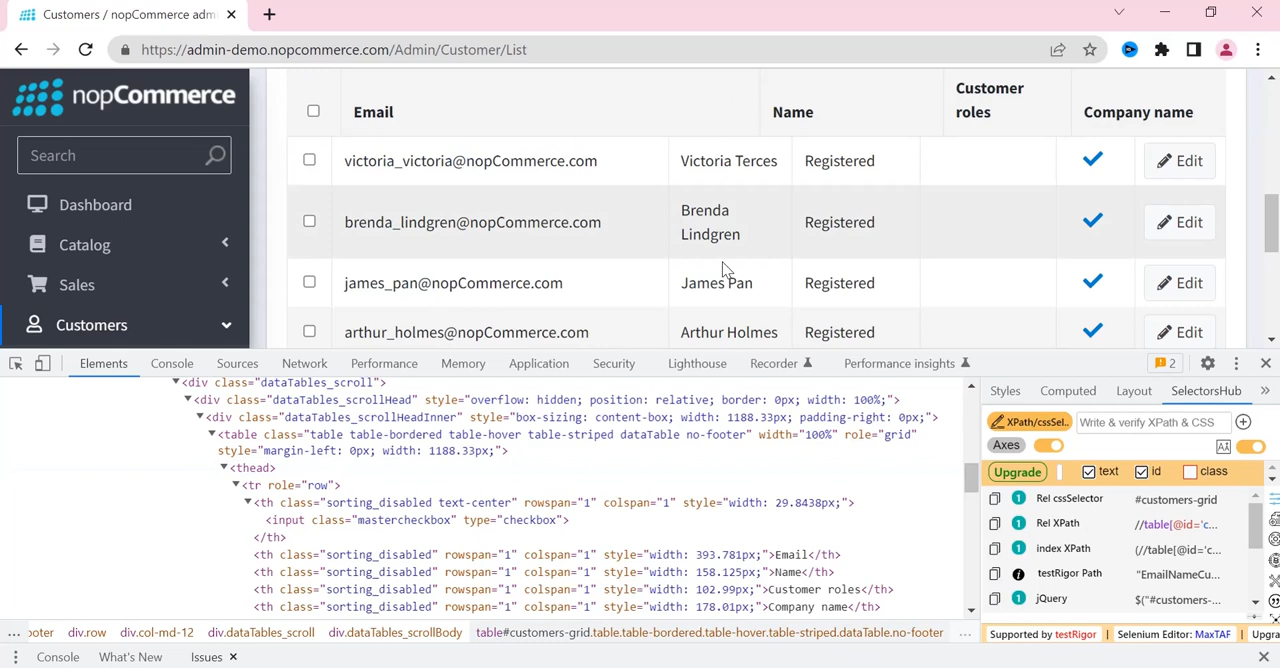 Customers / nopCommerce adm
https://admin-demo.nopcommerce.com/Admin/Customer/List
nopCommerce
Search
Dashboard
Catalog
Sales
Customers
Email Name Customer roles Company name
victoria_victoria@nopCommerce.com Victoria Terces Registered Edit
brenda_lindgren@nopCommerce.com Brenda Lindgren Registered Edit
james_pan@nopCommerce.com James Pan Registered Edit
arthur_holmes@nopCommerce.com Arthur Holmes Registered Edit
Elements Console Sources Network Performance Memory Application Security Lighthouse Recorder Performance insights 2
<div class="dataTables_scroll">
<div class="dataTables_scrollHead" style="overflow: hidden; position: relative; border: 0px; width: 100%;">
<div class="dataTables_scrollHeadInner" style="box-sizing: content-box; width: 1188.33px; padding-right: 0px;">
<table class="table table-bordered table-hover table-striped dataTable no-footer" width="100%" role="grid"
style="margin-left: 0px; width: 1188.33px;">
<thead>
<tr role="row">
<th class="sorting_disabled text-center" rowspan="1" colspan="1" style="width: 29.8438px;">
<input class="mastercheckbox" type="checkbox">
</th>
<th class="sorting_disabled" rowspan="1" colspan="1" style="width: 393.781px;">Email</th>
<th class="sorting_disabled" rowspan="1" colspan="1" style="width: 158.125px;">Name</th>
<th class="sorting_disabled" rowspan="1" colspan="1" style="width: 102.99px;">Customer roles</th>
<th class="sorting_disabled" rowspan="1" colspan="1" style="width: 178.01px;">Company name</th>
... ooter div.row div.col-md-12 div.dataTables_scroll div.dataTables_scrollBody table#customers-grid.table.table-bordered.table-hover.table-striped.dataTable.no-footer ...
Styles Computed Layout SelectorsHub »
XPath/cssSel.. Write & verify XPath & CSS
Axes
Upgrade text id class
1 Rel cssSelector #customers-grid
1 Rel XPath //table[@id='c...
1 index XPath (//table[@id='c...
testRigor Path "EmailNameCu...
1 jQuery $("#customers-...
Supported by testRigor | Selenium Editor: MaxTAF | Upgra
Console What's New Issues